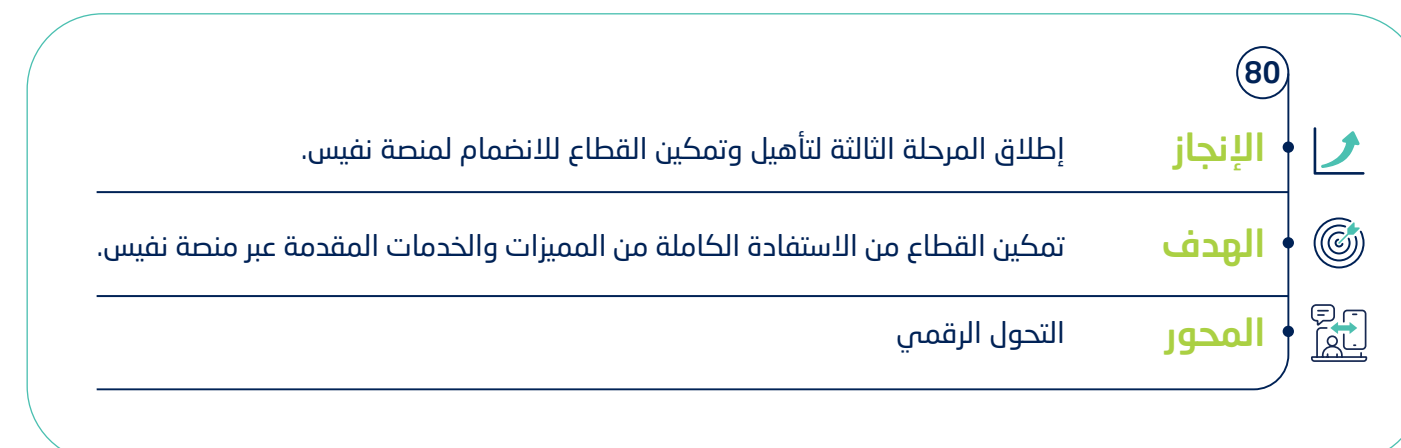 80
الإنجاز إطلاق المرحلة الثالثة لتأهيل وتمكين القطاع للانضمام لمنصة نفيس.
الهدف تمكين القطاع من الاستفادة الكاملة من المميزات والخدمات المقدمة عبر منصة نفيس.
المحور التحول الرقمي